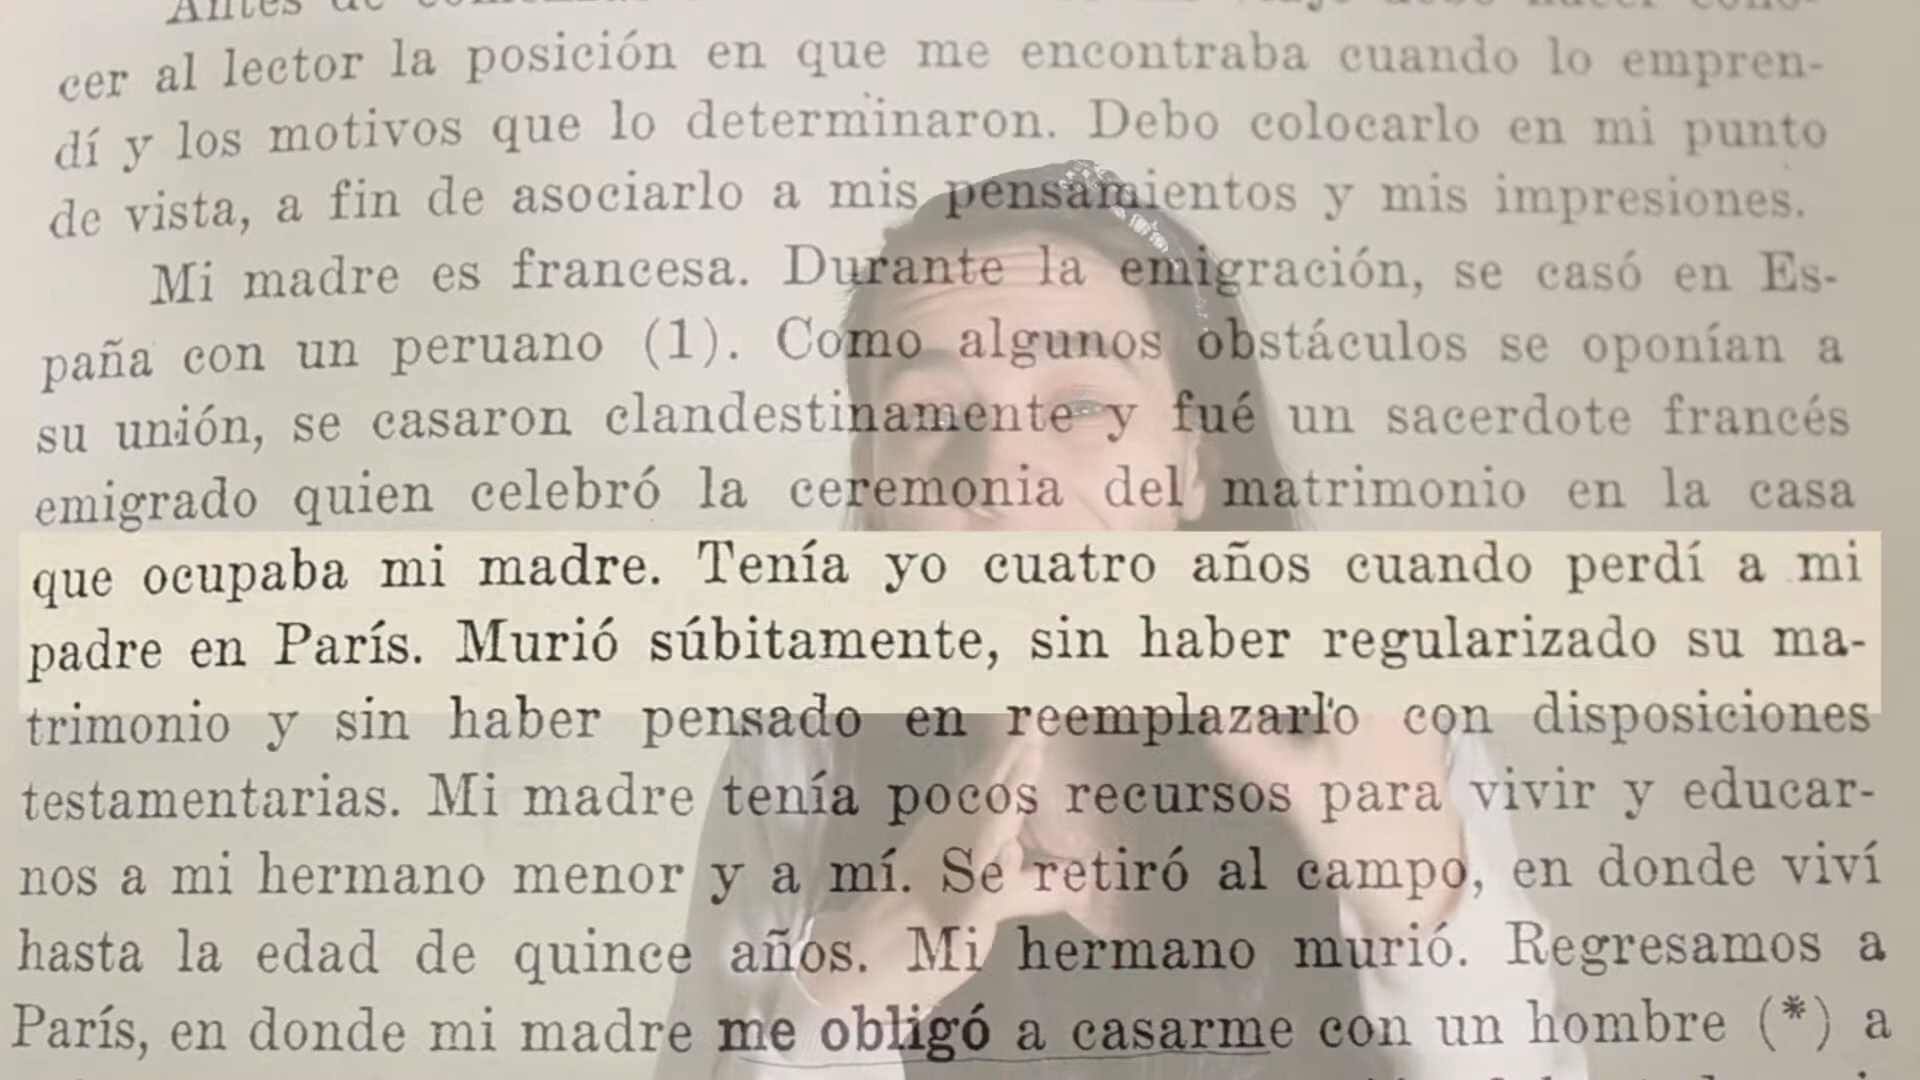 Antes de
cer al lector la posición en que me encontraba cuando lo empren-
dí y los motivos que lo determinaron. Debo colocarlo en mi punto
de vista, a fin de asociarlo a mis pensamientos y mis impresiones.
Mi madre es francesa. Durante la emigración, se casó en Es-
paña con un peruano (1). Como algunos obstáculos se oponían a
su unión, se casaron clandestinamente y fué un sacerdote francés
emigrado quien celebró la ceremonia del matrimonio en la casa
que ocupaba mi madre. Tenía yo cuatro años cuando perdí a mi
padre en París. Murió súbitamente, sin haber regularizado su ma-
trimonio y sin haber pensado en reemplazarlo con disposiciones
testamentarias. Mi madre tenía pocos recursos para vivir y educar-
nos a mi hermano menor y a mí. Se retiró al campo, en donde viví
hasta la edad de quince años. Mi hermano murió. Regresamos a
París, en donde mi madre me obligó a casarme con un hombre (*) a